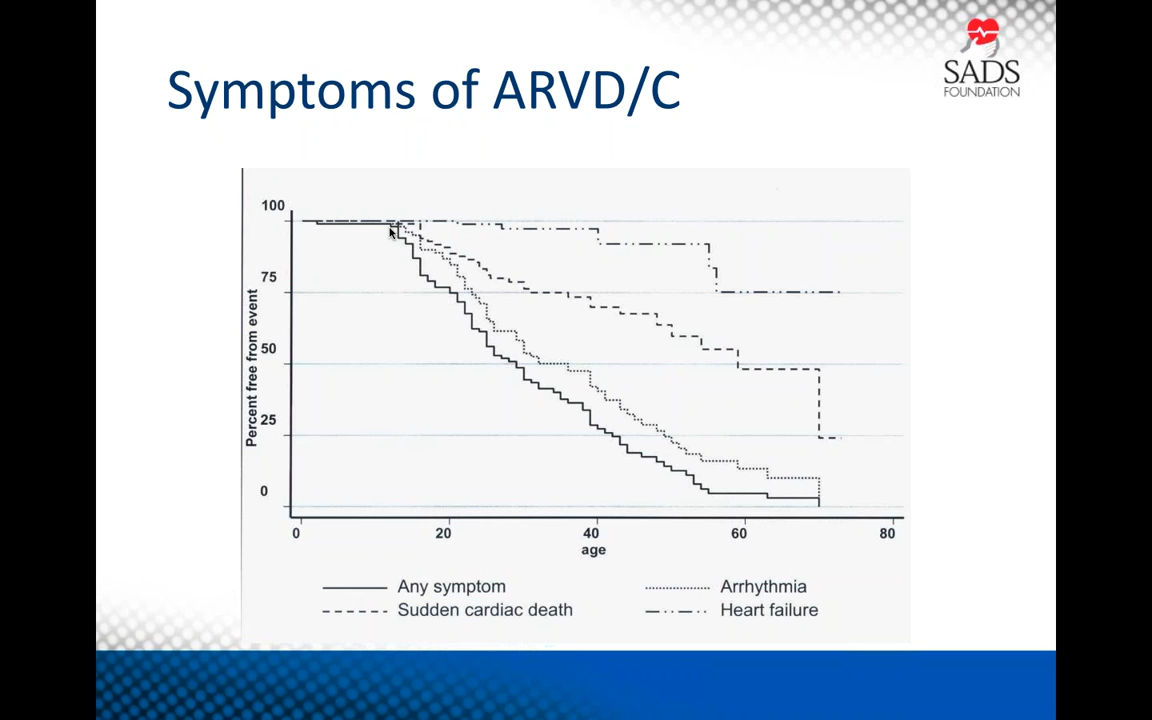 SADS
FOUNDATION
Symptoms of ARVD/C
100
75
50
25
0
Percent free from event
0 20 40 60 80
age
Any symptom
Arrhythmia
Sudden cardiac death
Heart failure